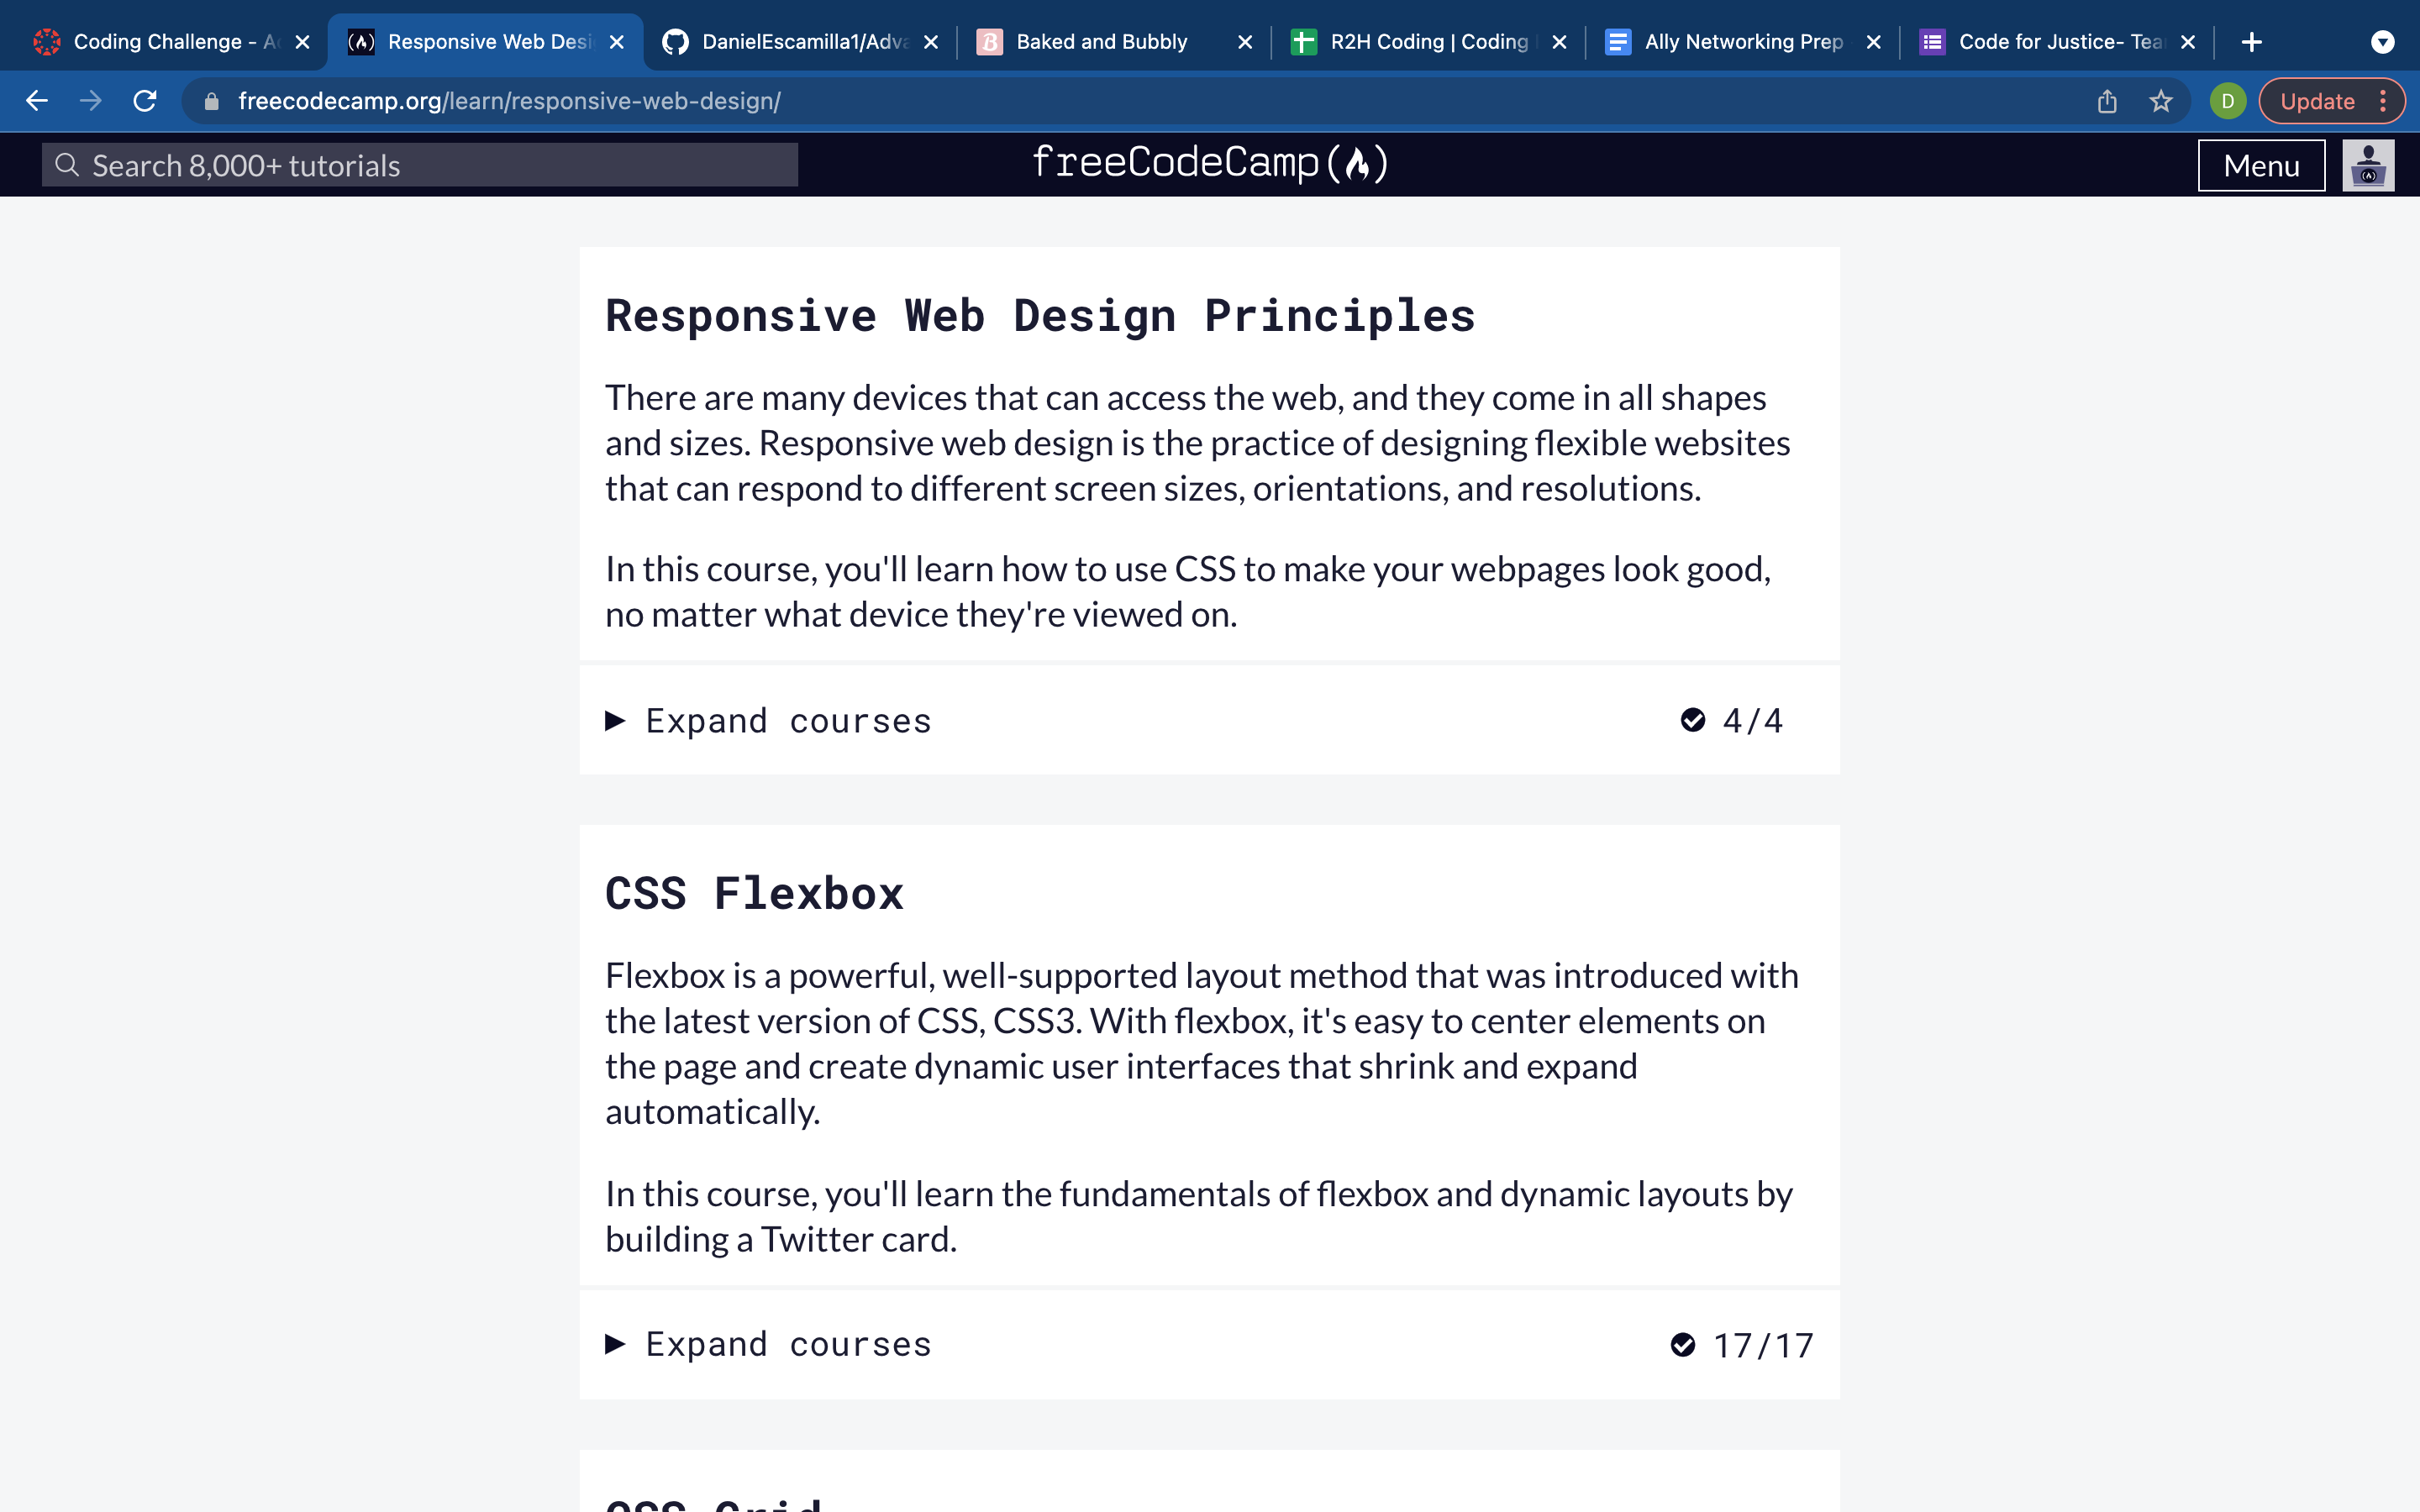 Coding Challenge - A
Responsive Web Desi
DanielEscamilla1/Adva
Baked and Bubbly
R2H Coding | Coding
Ally Networking Prep
Code for Justice- Tea
freecodecamp.org/learn/responsive-web-design/
D
Update
Search 8,000+ tutorials
freeCodeCamp(🔥)
Menu
Responsive Web Design Principles
There are many devices that can access the web, and they come in all shapes
and sizes. Responsive web design is the practice of designing flexible websites
that can respond to different screen sizes, orientations, and resolutions.
In this course, you'll learn how to use CSS to make your webpages look good,
no matter what device they're viewed on.
Expand courses
4/4
CSS Flexbox
Flexbox is a powerful, well-supported layout method that was introduced with
the latest version of CSS, CSS3. With flexbox, it's easy to center elements on
the page and create dynamic user interfaces that shrink and expand
automatically.
In this course, you'll learn the fundamentals of flexbox and dynamic layouts by
building a Twitter card.
Expand courses
17/17
CSS Grid